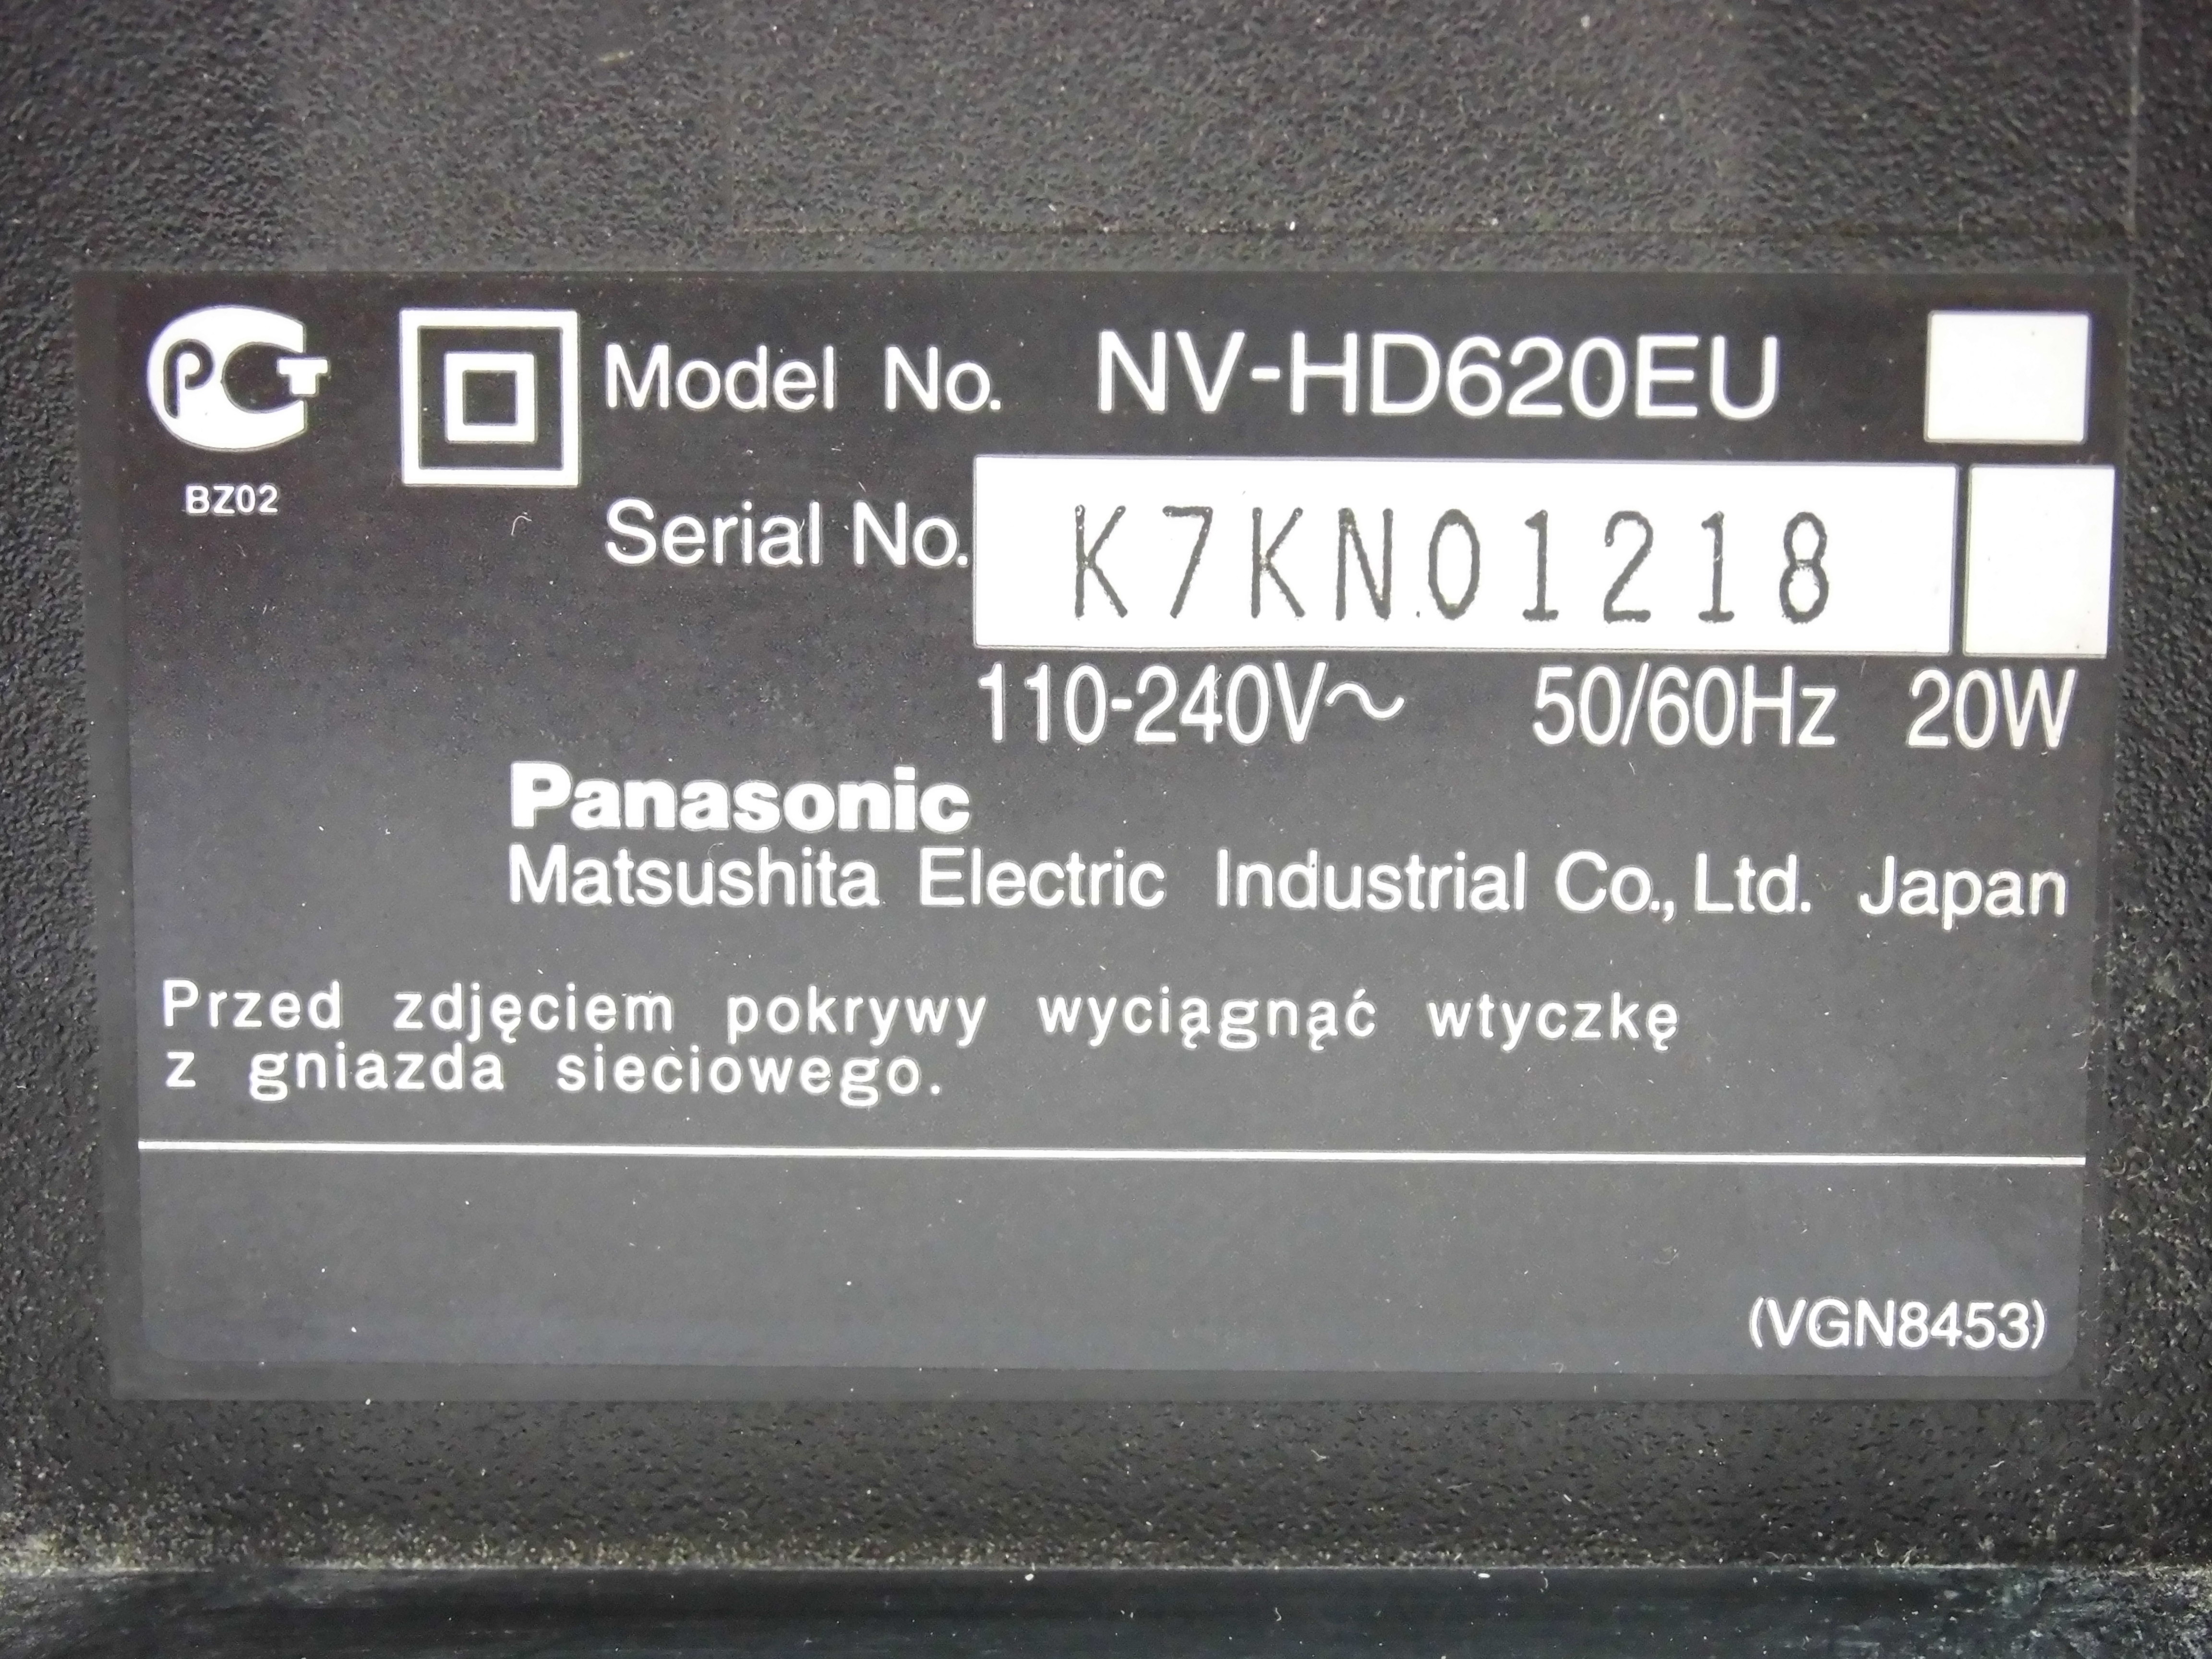 PCT
BZ02
Model No. NV-HD620EU
Serial No. K7KN01218
110-240V~ 50/60Hz 20W
Panasonic
Matsushita Electric Industrial Co., Ltd. Japan
Przed zdjęciem pokrywy wyciągnąć wtyczkę
z gniazda sieciowego.
(VGN8453)